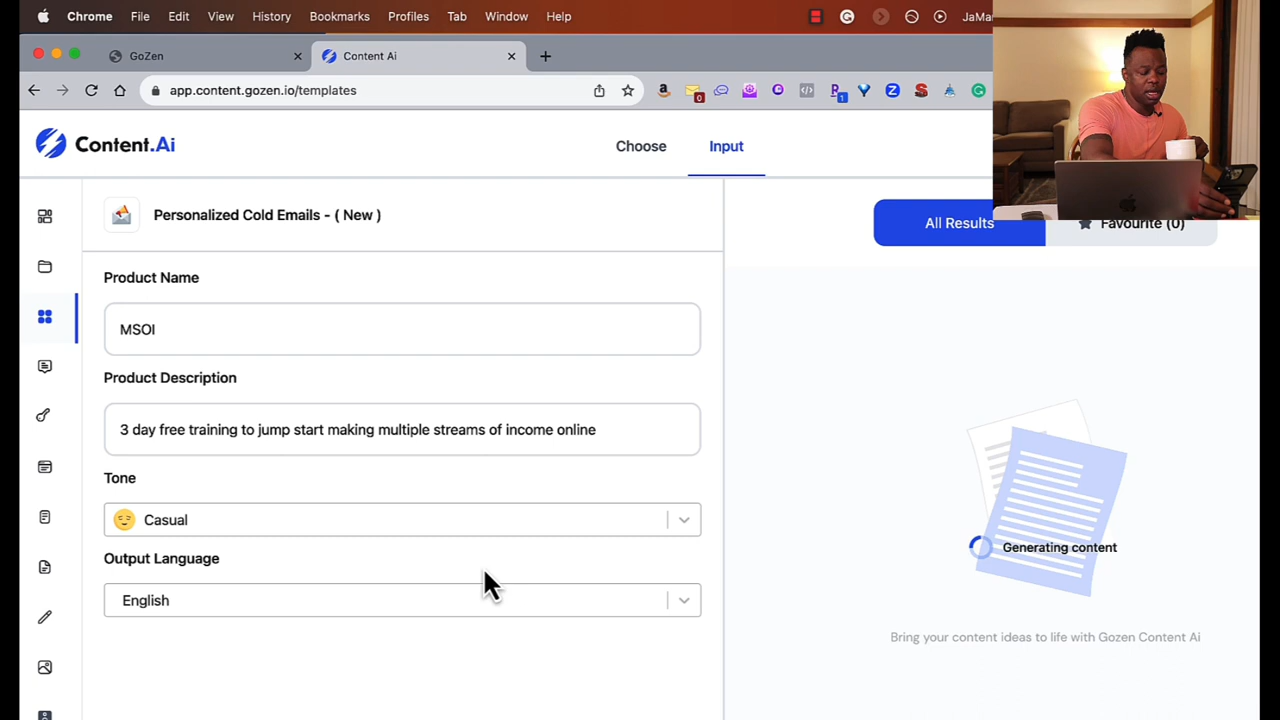 Chrome File Edit View History Bookmarks Profiles Tab Window Help
GoZen
Content Ai
app.content.gozen.io/templates
Content.Ai
Choose
Input
Personalized Cold Emails - ( New )
All Results
Favourite (0)
Product Name
MSOI
Product Description
3 day free training to jump start making multiple streams of income online
Tone
Casual
Output Language
English
Generating content
Bring your content ideas to life with Gozen Content Ai